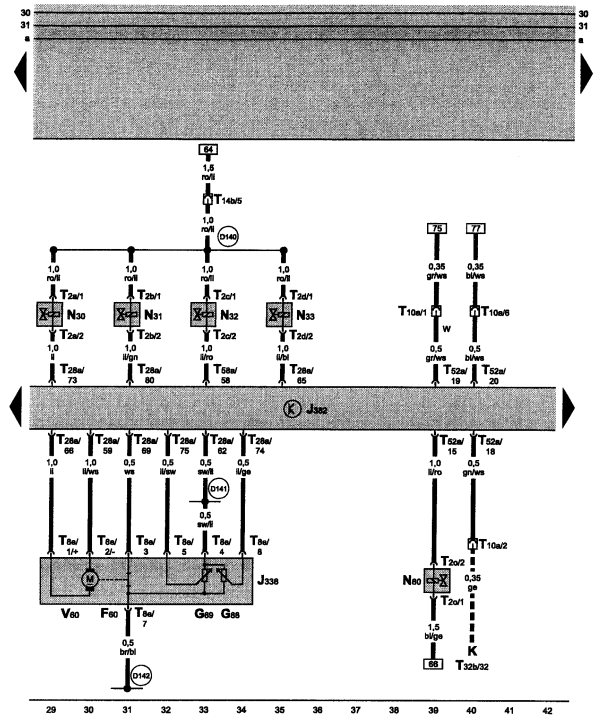 30 30
31 31
a a
64
1,5
ro/li
T14b/5
1,0
ro/li
D140
75 77
1,0 1,0 1,0 1,0
ro/li ro/li ro/li ro/li
0,35 0,35
gr/ws bl/ws
T2a/1 T2b/1 T2c/1 T2d/1
N30 N31 N32 N33
T10a/1 T10a/6
W
T2a/2 T2b/2 T2c/2 T2d/2
1,0 1,0 1,0 1,0
li li/gn li/ro li/bl
0,5 0,5
gr/ws bl/ws
T28a/ T28a/ T58a/ T28a/ T52a/ T52a/
73 80 58 65 19 20
K J382
T28a/ T28a/ T28a/ T28a/ T28a/ T28a/ T52a/ T52a/
66 59 69 75 62 74 15 18
1,0 1,0 0,5 0,5 0,5 0,5 1,0 0,5
li li/ws ws li/sw sw/li li/ge li/ro gn/ws
D141
0,5
sw/li
T8e/ T8e/ T8e/ T8e/ T8e/ T8e/
1/+ 2/- 3 5 4 8
T10a/2
T2o/2
M J338
N80
0,35
ge
T2o/1
V60 F60 T8e/ G69 G88
7
1,5
bl/ge
0,5
br/bl
K
66 T32b/32
D142
29 30 31 32 33 34 35 36 37 38 39 40 41 42